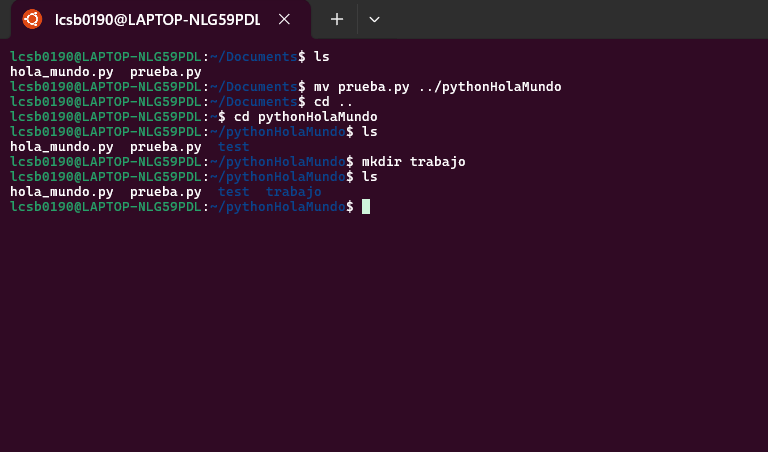 lcsb0190@LAPTOP-NLG59PDL
lcsb0190@LAPTOP-NLG59PDL:~/Documents$ ls
hola_mundo.py  prueba.py
lcsb0190@LAPTOP-NLG59PDL:~/Documents$ mv prueba.py ../pythonHolaMundo
lcsb0190@LAPTOP-NLG59PDL:~/Documents$ cd ..
lcsb0190@LAPTOP-NLG59PDL:~$ cd pythonHolaMundo
lcsb0190@LAPTOP-NLG59PDL:~/pythonHolaMundo$ ls
hola_mundo.py  prueba.py  test
lcsb0190@LAPTOP-NLG59PDL:~/pythonHolaMundo$ mkdir trabajo
lcsb0190@LAPTOP-NLG59PDL:~/pythonHolaMundo$ ls
hola_mundo.py  prueba.py  test  trabajo
lcsb0190@LAPTOP-NLG59PDL:~/pythonHolaMundo$